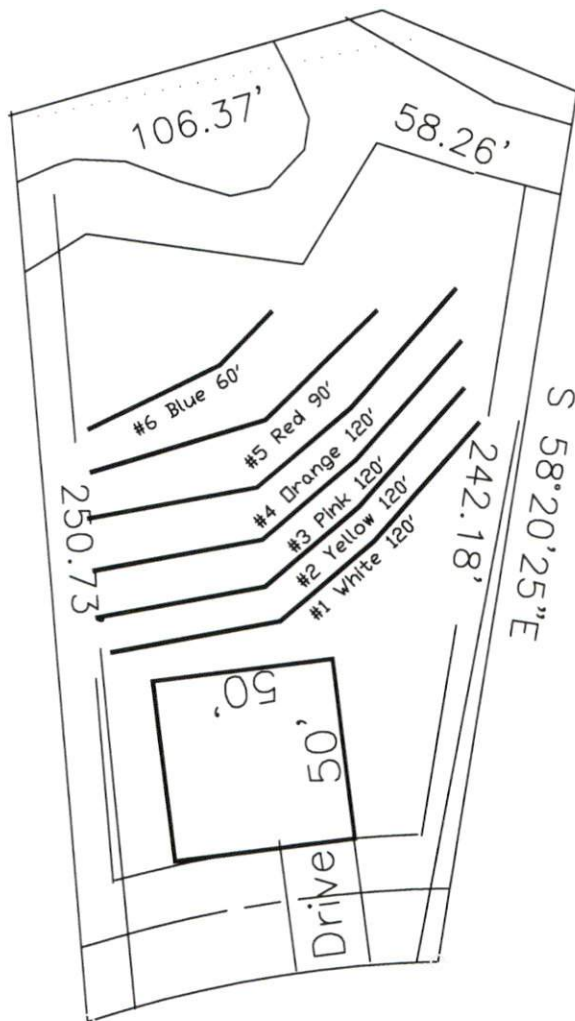 106.37'
58.26'
#6 Blue 60'
#5 Red 90'
#4 Orange 120'
#3 Pink 120'
#2 Yellow 120'
#1 White 120'
250.73
242.18'
S 58°20'25"E
50'
50'
Drive